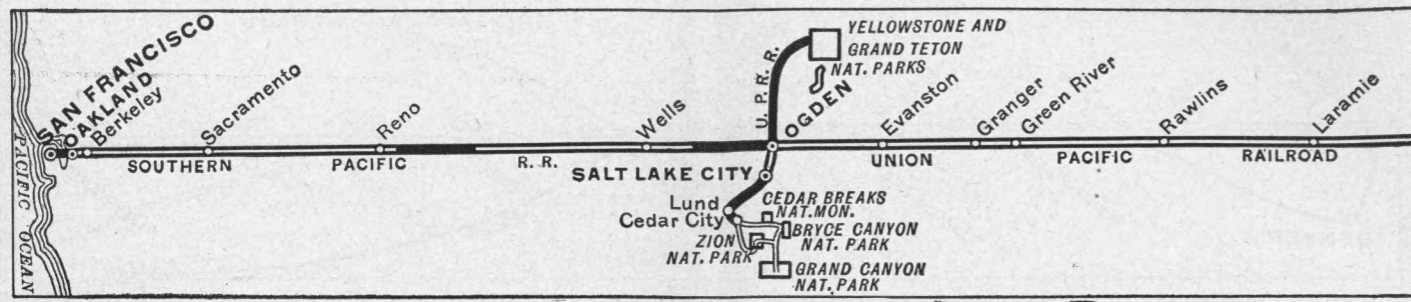 PACIFIC OCEAN
SAN FRANCISCO
OAKLAND
Berkeley
Sacramento
Reno
Wells
OGDEN
Evanston
Granger
Green River
Rawlins
Laramie
SOUTHERN PACIFIC R. R.
UNION PACIFIC RAILROAD
U. P. R. R.
YELLOWSTONE AND
GRAND TETON
NAT. PARKS
SALT LAKE CITY
Lund
Cedar City
CEDAR BREAKS
NAT. MON.
BRYCE CANYON
NAT. PARK
ZION
NAT. PARK
GRAND CANYON
NAT. PARK